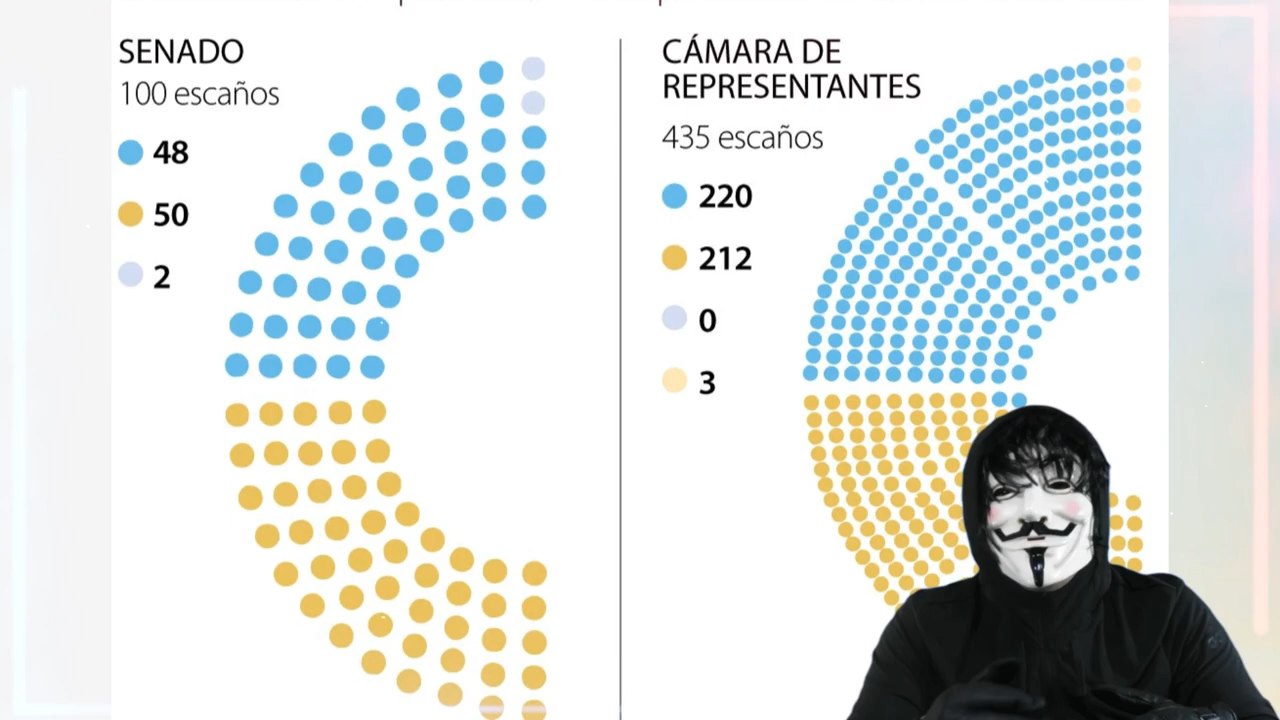 SENADO
100 escaños
48
50
2
CÁMARA DE
REPRESENTANTES
435 escaños
220
212
0
3